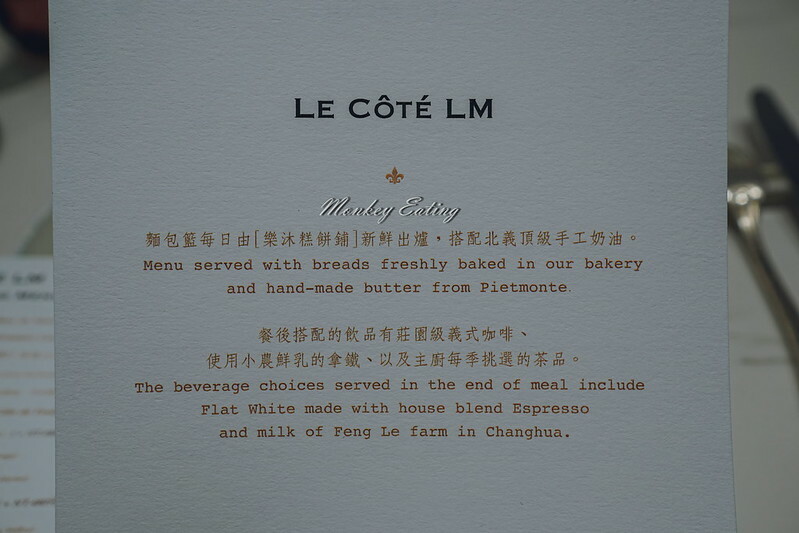 LE CÔTÉ LM
Monkey Eating
麵包籃每日由[樂沐糕餅鋪]新鮮出爐，搭配北義頂級手工奶油。
Menu served with breads freshly baked in our bakery
and hand-made butter from Pietmonte.
餐後搭配的飲品有莊園級義式咖啡、
使用小農鮮乳的拿鐵、以及主廚每季挑選的茶品。
The beverage choices served in the end of meal include
Flat White made with house blend Espresso
and milk of Feng Le farm in Changhua.